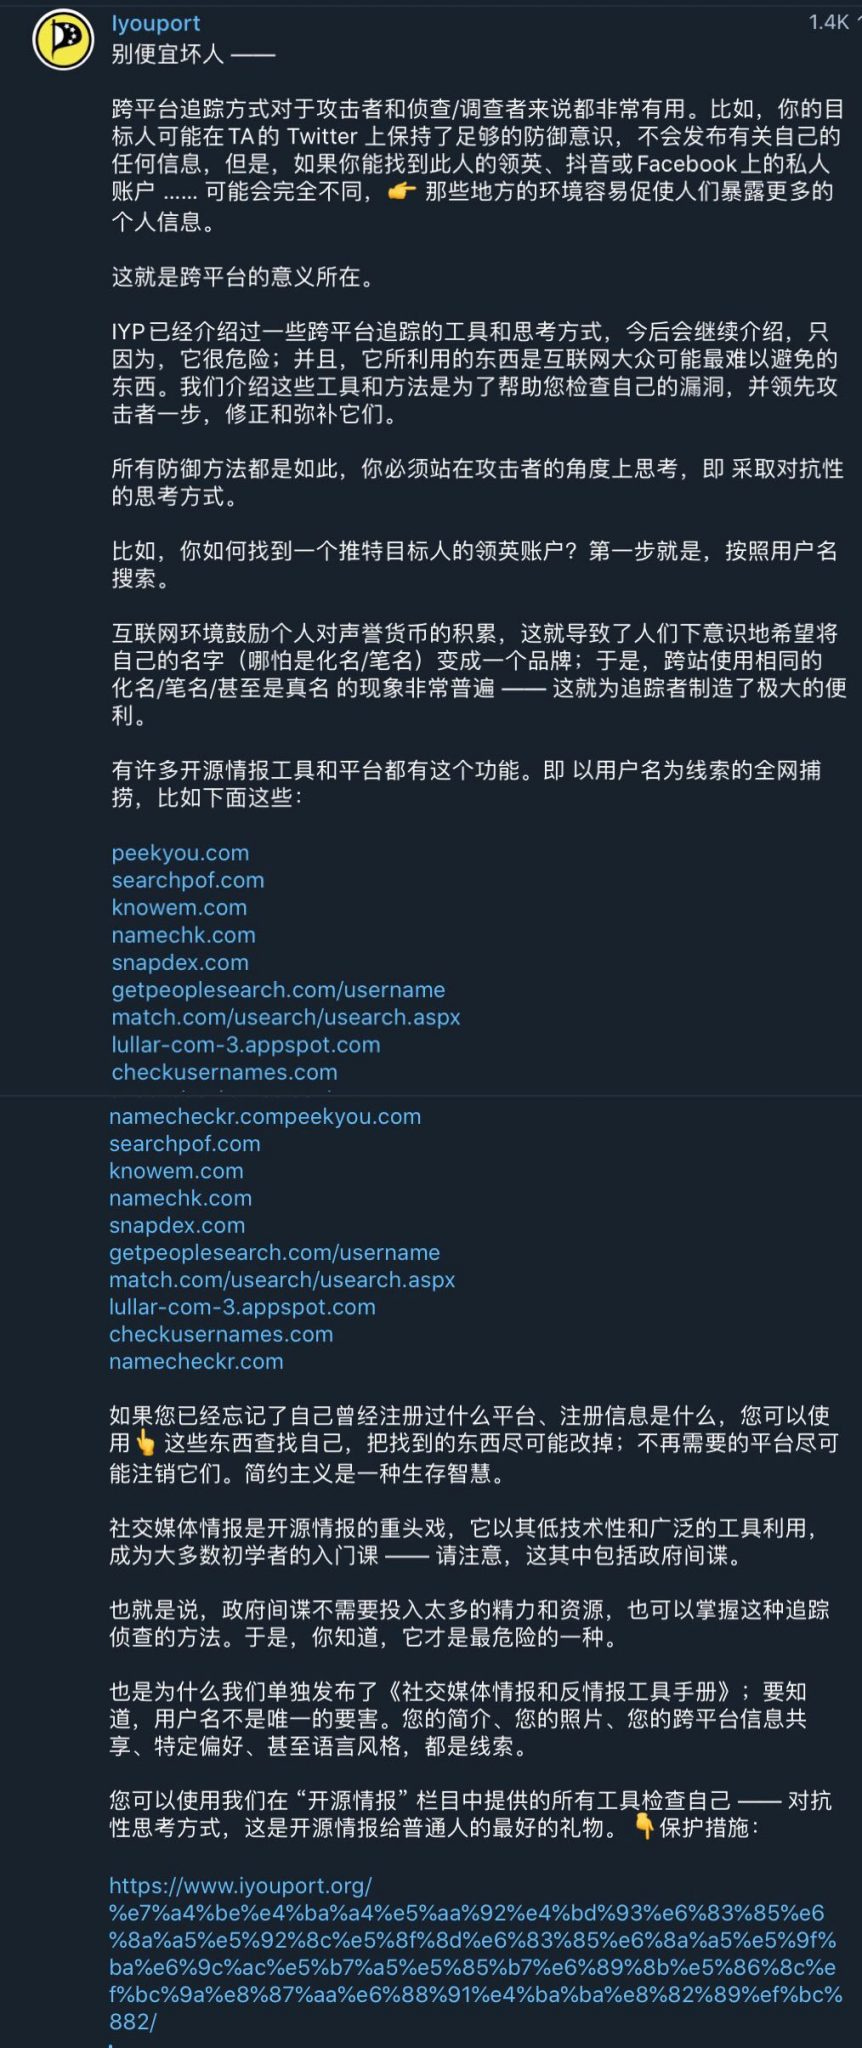 Iyouport
1.4K
别便宜坏人 ——
跨平台追踪方式对于攻击者和侦查/调查者来说都非常有用。比如，你的目
标人可能在TA的 Twitter 上保持了足够的防御意识，不会发布有关自己的
任何信息，但是，如果你能找到此人的领英、抖音或Facebook上的私人
账户 …… 可能会完全不同，👉 那些地方的环境容易促使人们暴露更多的
个人信息。
这就是跨平台的意义所在。
IYP已经介绍过一些跨平台追踪的工具和思考方式，今后会继续介绍，只
因为，它很危险；并且，它所利用的东西是互联网大众可能最难以避免的
东西。我们介绍这些工具和方法是为了帮助您检查自己的漏洞，并领先攻
击者一步，修正和弥补它们。
所有防御方法都是如此，你必须站在攻击者的角度上思考，即 采取对抗性
的思考方式。
比如，你如何找到一个推特目标人的领英账户？第一步就是，按照用户名
搜索。
互联网环境鼓励个人对声誉货币的积累，这就导致了人们下意识地希望将
自己的名字（哪怕是化名/笔名）变成一个品牌；于是，跨站使用相同的
化名/笔名/甚至是真名 的现象非常普遍 —— 这就为追踪者制造了极大的便
利。
有许多开源情报工具和平台都有这个功能。即 以用户名为线索的全网捕
捞，比如下面这些：
peekyou.com
searchpof.com
knowem.com
namechk.com
snapdex.com
getpeoplesearch.com/username
match.com/usearch/usearch.aspx
lullar-com-3.appspot.com
checkusernames.com
namecheckr.compeekyou.com
searchpof.com
knowem.com
namechk.com
snapdex.com
getpeoplesearch.com/username
match.com/usearch/usearch.aspx
lullar-com-3.appspot.com
checkusernames.com
namecheckr.com
如果您已经忘记了自己曾经注册过什么平台、注册信息是什么，您可以使
用👆 这些东西查找自己，把找到的东西尽可能改掉；不再需要的平台尽可
能注销它们。简约主义是一种生存智慧。
社交媒体情报是开源情报的重头戏，它以其低技术性和广泛的工具利用，
成为大多数初学者的入门课 —— 请注意，这其中包括政府间谍。
也就是说，政府间谍不需要投入太多的精力和资源，也可以掌握这种追踪
侦查的方法。于是，你知道，它才是最危险的一种。
也是为什么我们单独发布了《社交媒体情报和反情报工具手册》；要知
道，用户名不是唯一的要害。您的简介、您的照片、您的跨平台信息共
享、特定偏好、甚至语言风格，都是线索。
您可以使用我们在 “开源情报” 栏目中提供的所有工具检查自己 —— 对抗
性思考方式，这是开源情报给普通人的最好的礼物。👇保护措施：
https://www.iyouport.org/
%e7%a4%be%e4%ba%a4%e5%aa%92%e4%bd%93%e6%83%85%e6
%8a%a5%e5%92%8c%e5%8f%8d%e6%83%85%e6%8a%a5%e5%9f%
ba%e6%9c%ac%e5%b7%a5%e5%85%b7%e6%89%8b%e5%86%8c%e
f%bc%9a%e8%87%aa%e6%88%91%e4%ba%ba%e8%82%89%ef%bc%
882/